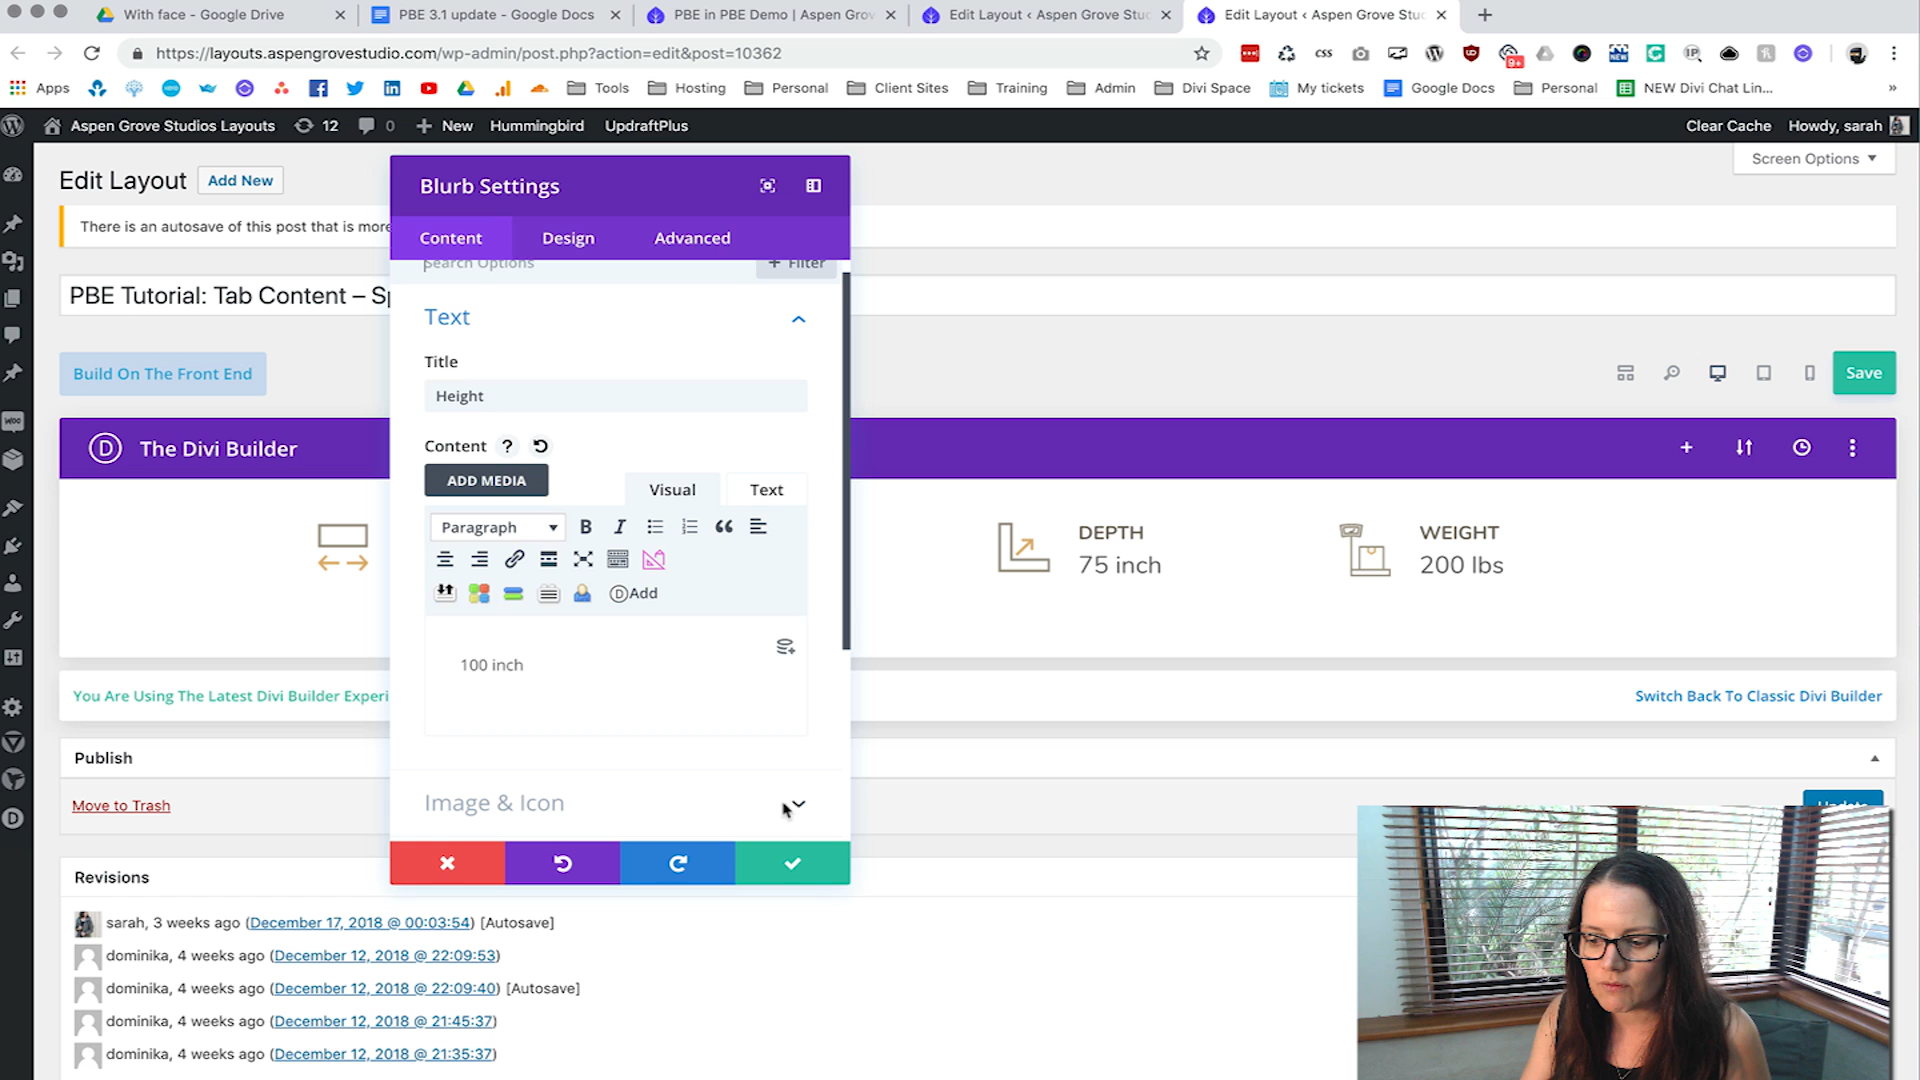 With face - Google Drive
PBE 3.1 update - Google Docs
PBE in PBE Demo | Aspen Grov
Edit Layout ‹ Aspen Grove Stud
Edit Layout ‹ Aspen Grove Stud
https://layouts.aspengrovestudio.com/wp-admin/post.php?action=edit&post=10362
css
9+
IP
NEW
Apps
Tools
Hosting
Personal
Client Sites
Training
Admin
Divi Space
My tickets
Google Docs
Personal
NEW Divi Chat Lin...
»
Aspen Grove Studios Layouts
12
0
New
Hummingbird
UpdraftPlus
Clear Cache
Howdy, sarah
Screen Options
Edit Layout
Add New
There is an autosave of this post that is more
PBE Tutorial: Tab Content – Sp
Build On The Front End
Save
D
The Divi Builder
DEPTH
75 inch
WEIGHT
200 lbs
Blurb Settings
Content
Design
Advanced
Search Options
+ Filter
Text
Title
Height
Content
?
ADD MEDIA
Visual
Text
Paragraph
B
I
Add
100 inch
Image & Icon
You Are Using The Latest Divi Builder Experi
Switch Back To Classic Divi Builder
Publish
Move to Trash
Update
Revisions
sarah, 3 weeks ago (December 17, 2018 @ 00:03:54) [Autosave]
dominika, 4 weeks ago (December 12, 2018 @ 22:09:53)
dominika, 4 weeks ago (December 12, 2018 @ 22:09:40) [Autosave]
dominika, 4 weeks ago (December 12, 2018 @ 21:45:37)
dominika, 4 weeks ago (December 12, 2018 @ 21:35:37)